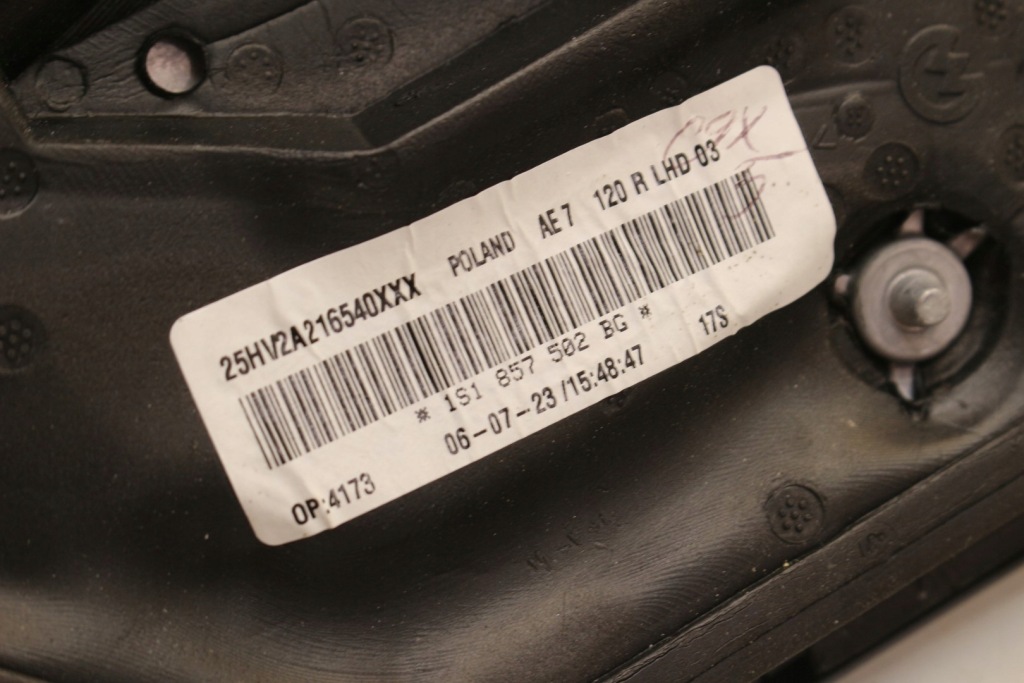 25HV2A216540XXX POLAND AE7 120 R LHD 03
* 1S1 857 502 BG *
06-07-23 /15:48:47 17S
OP:4173